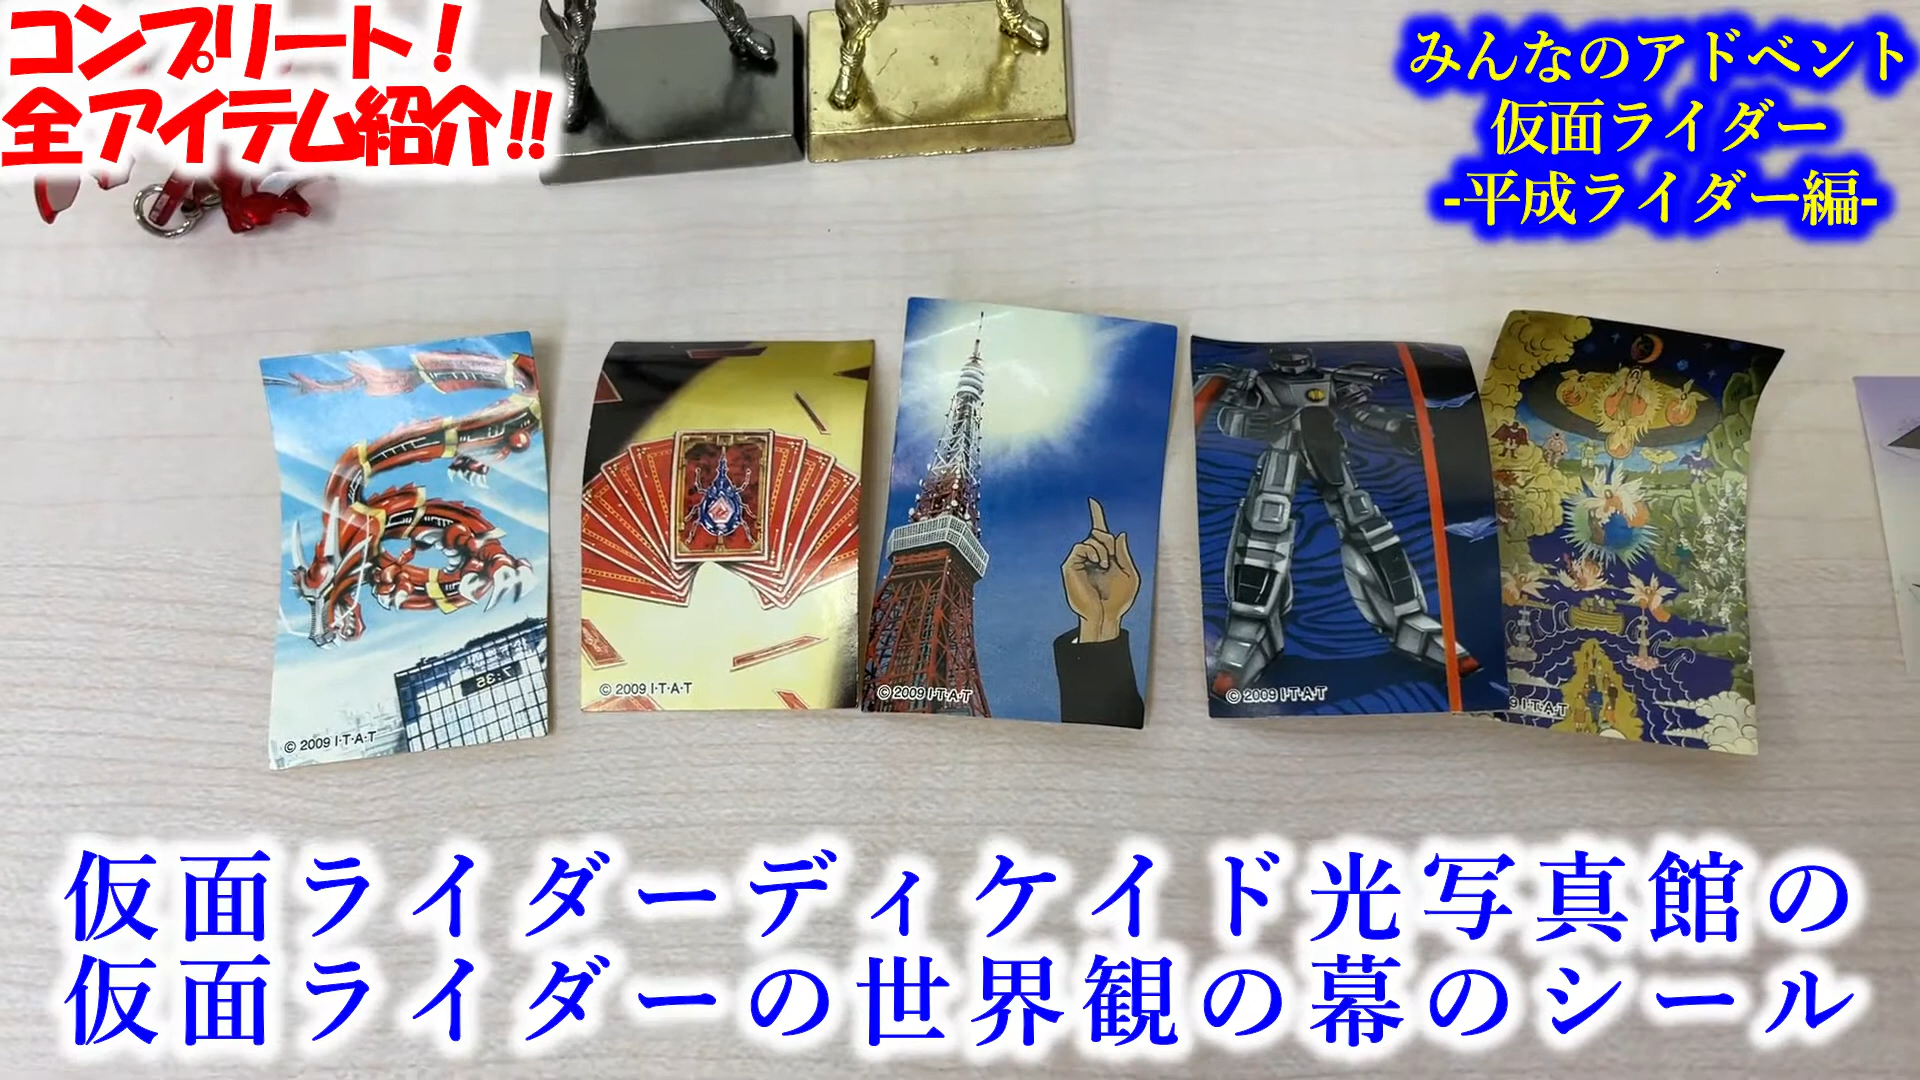 コンプリート！
全アイテム紹介!!
みんなのアドベント
仮面ライダー
-平成ライダー編-
7:35
© 2009 I·T·A·T
© 2009 I·T·A·T
© 2009 I·T·A·T
© 2009 I·T·A·T
9 I·T·A·T
仮面ライダーディケイド光写真館の
仮面ライダーの世界観の幕のシール